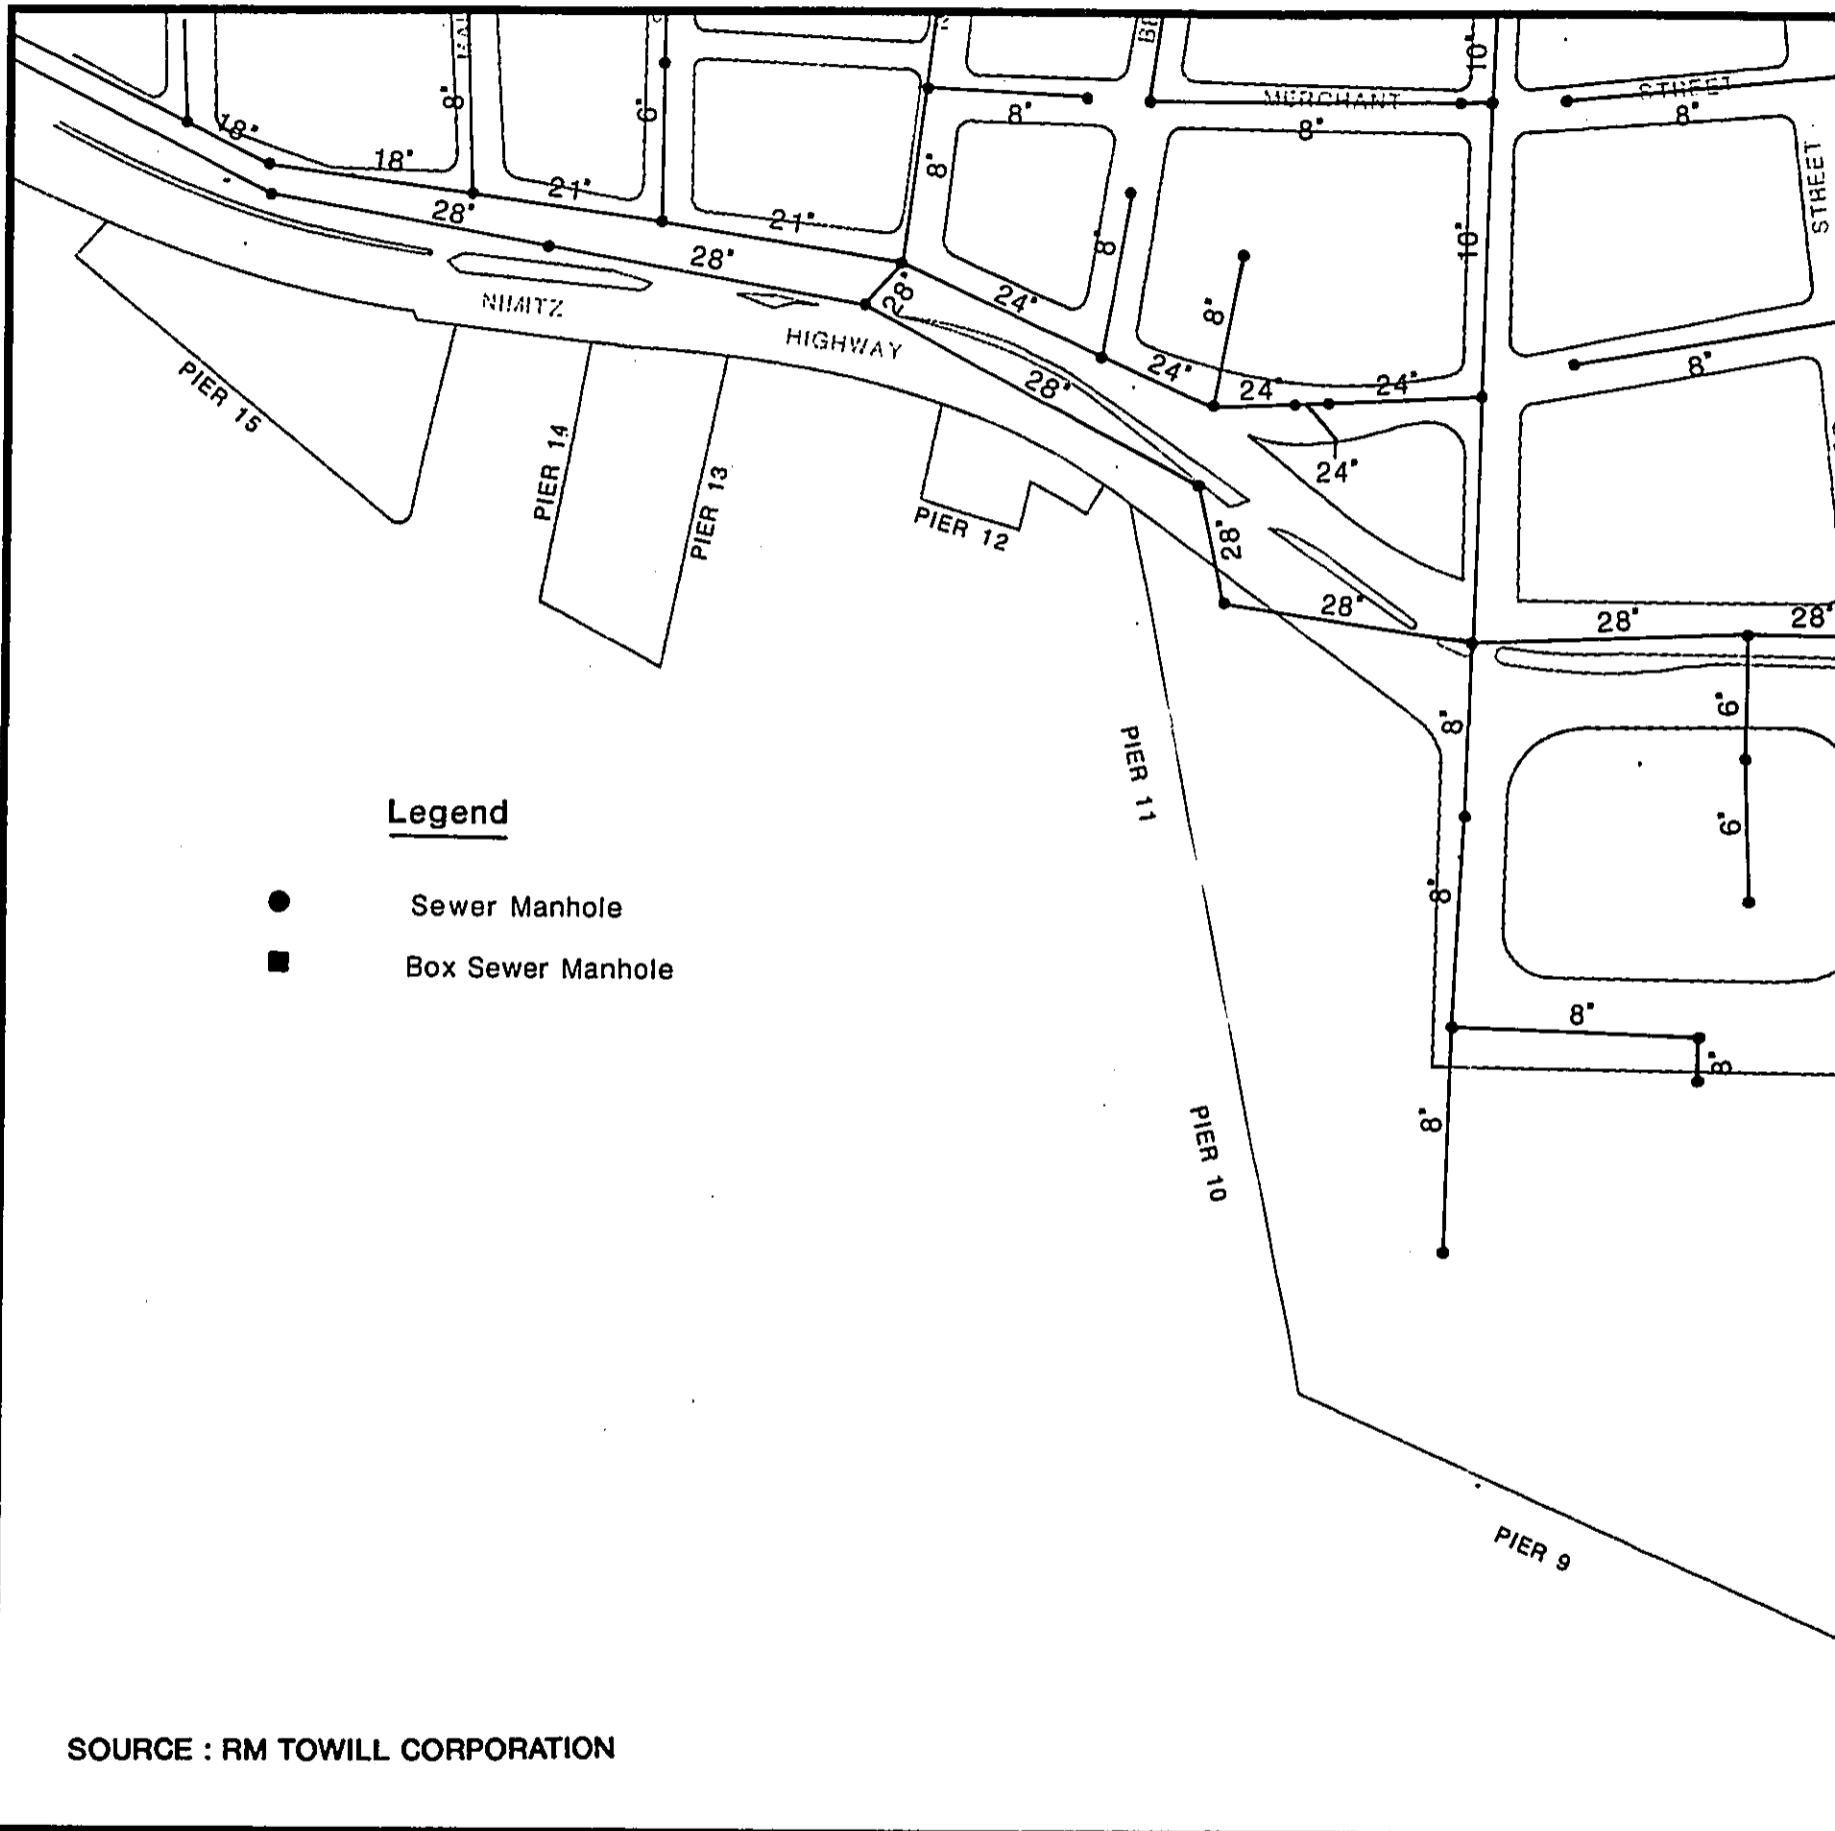 10"
MERCHANT
STREET
8"
6"
8"
8"
8"
18"
18"
8"
STREET
21"
28"
21"
10"
8"
28"
28"
24"
8"
NIMITZ
HIGHWAY
24"
8"
PIER 15
28"
24"
24"
PIER 14
24"
PIER 13
PIER 12
28"
28"
28"
28"
6"
8"
PIER 11
Legend
6"
8"
Sewer Manhole
Box Sewer Manhole
8"
8"
8"
PIER 10
PIER 9
SOURCE : RM TOWILL CORPORATION